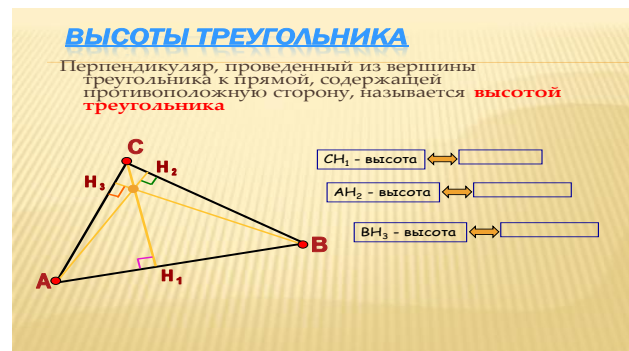 ВЫСОТЫ ТРЕУГОЛЬНИКА
Перпендикуляр, проведенный из вершины
треугольника к прямой, содержащей
противоположную сторону, называется высотой
треугольника
C
H₂
H₃
B
A
H₁
CH₁ - высота
AH₂ - высота
BH₃ - высота